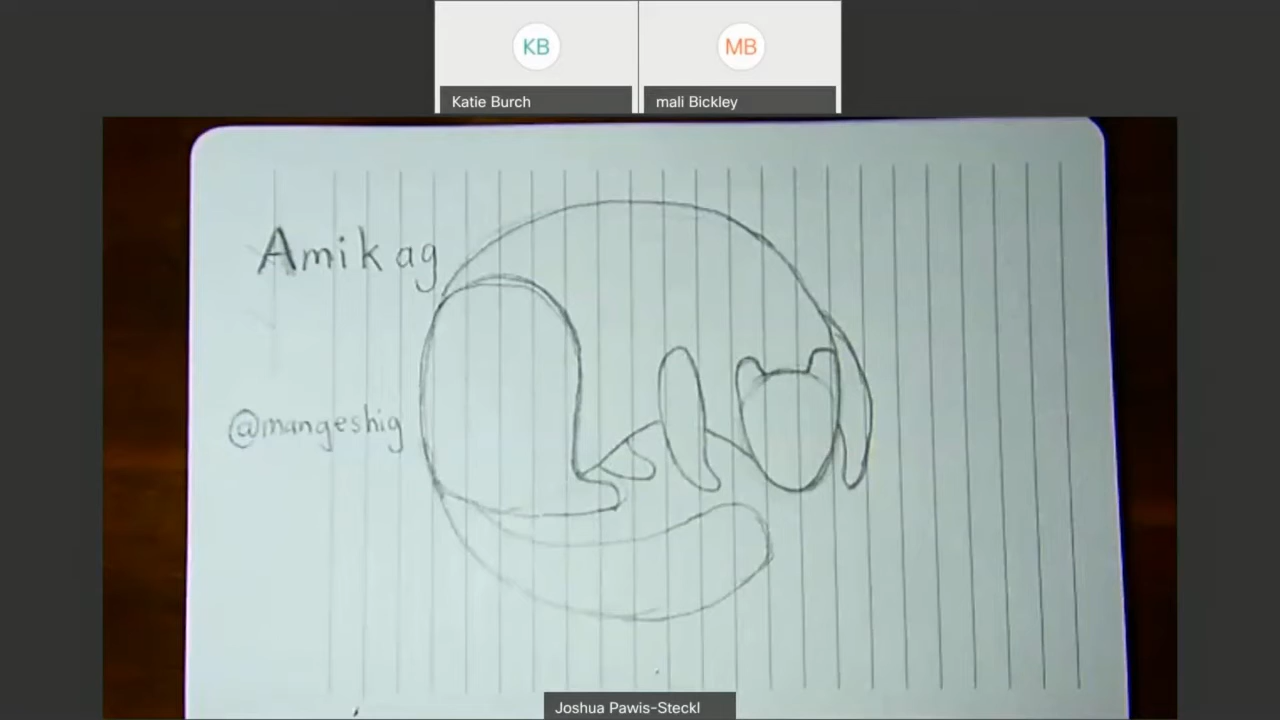 KB
MB
Katie Burch
mali Bickley
Amikag
@mangeshig
Joshua Pawis-Steckl